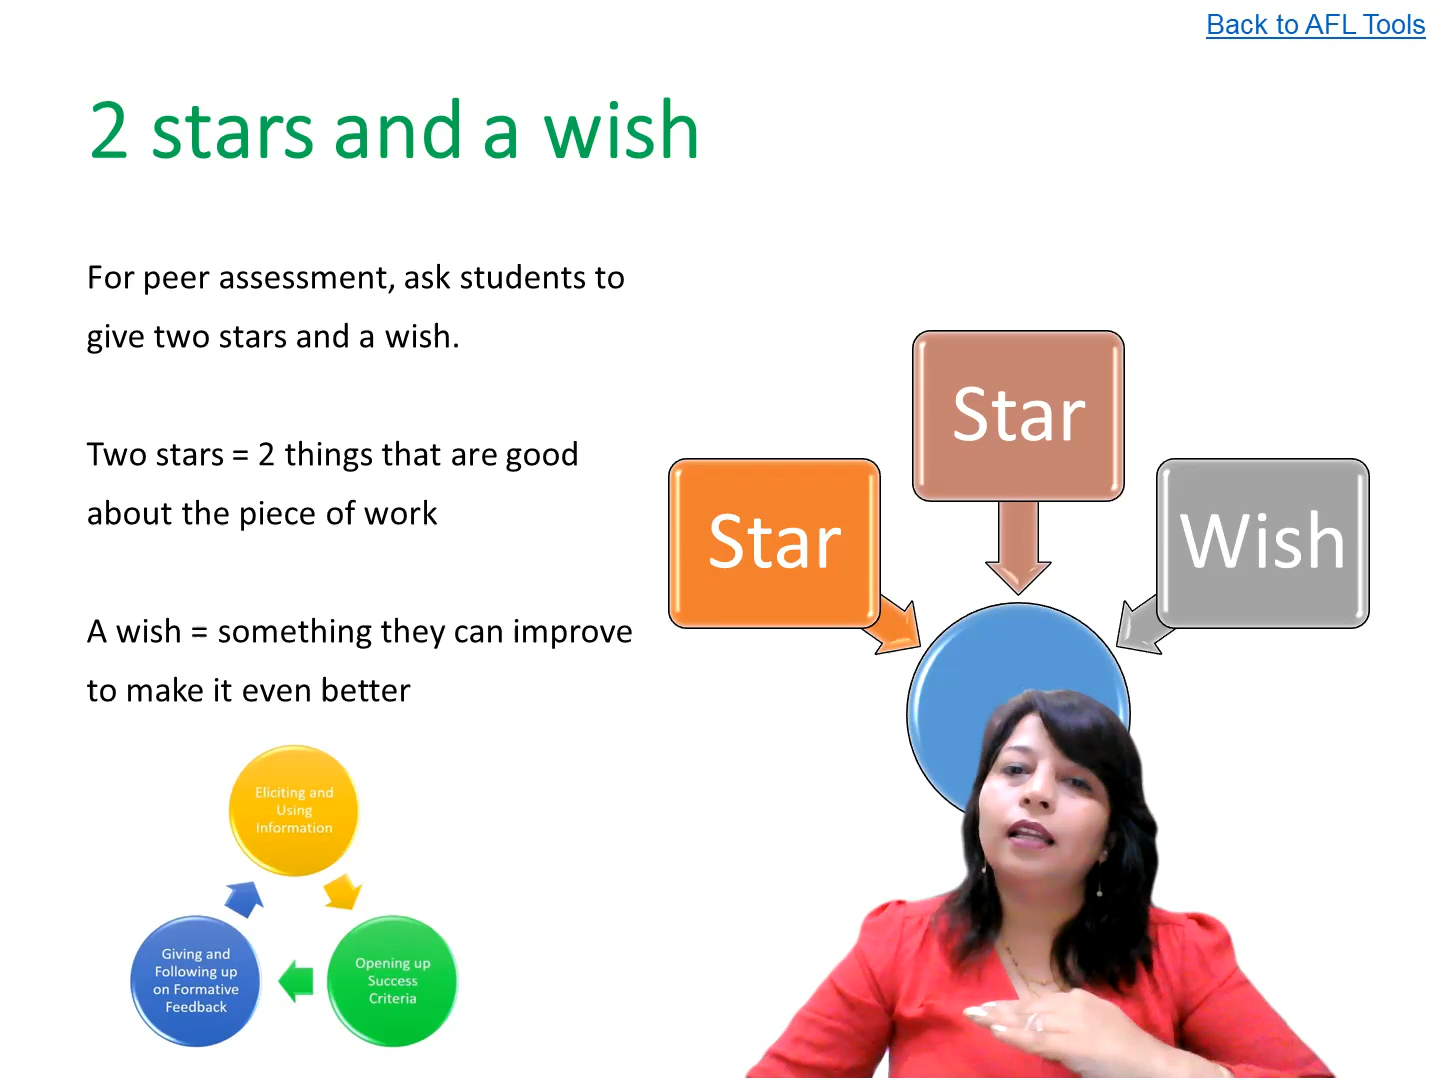 Back to AFL Tools
2 stars and a wish
For peer assessment, ask students to
give two stars and a wish.
Two stars = 2 things that are good
about the piece of work
A wish = something they can improve
to make it even better
Star
Star
Wish
Eliciting and
Using
Information
Giving and
Following up
on Formative
Feedback
Opening up
Success
Criteria